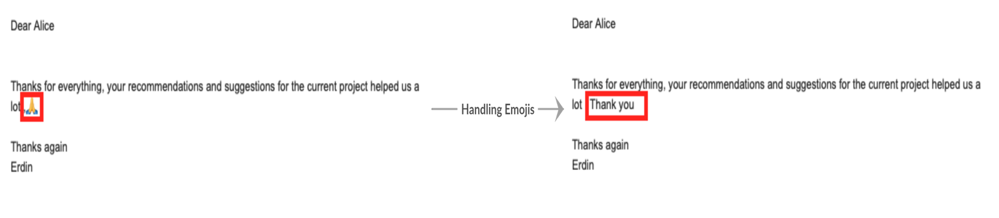 Dear Alice
Thanks for everything, your recommendations and suggestions for the current project helped us a
lot 🙏
Thanks again
Erdin
Handling Emojis
Dear Alice
Thanks for everything, your recommendations and suggestions for the current project helped us a
lot Thank you
Thanks again
Erdin